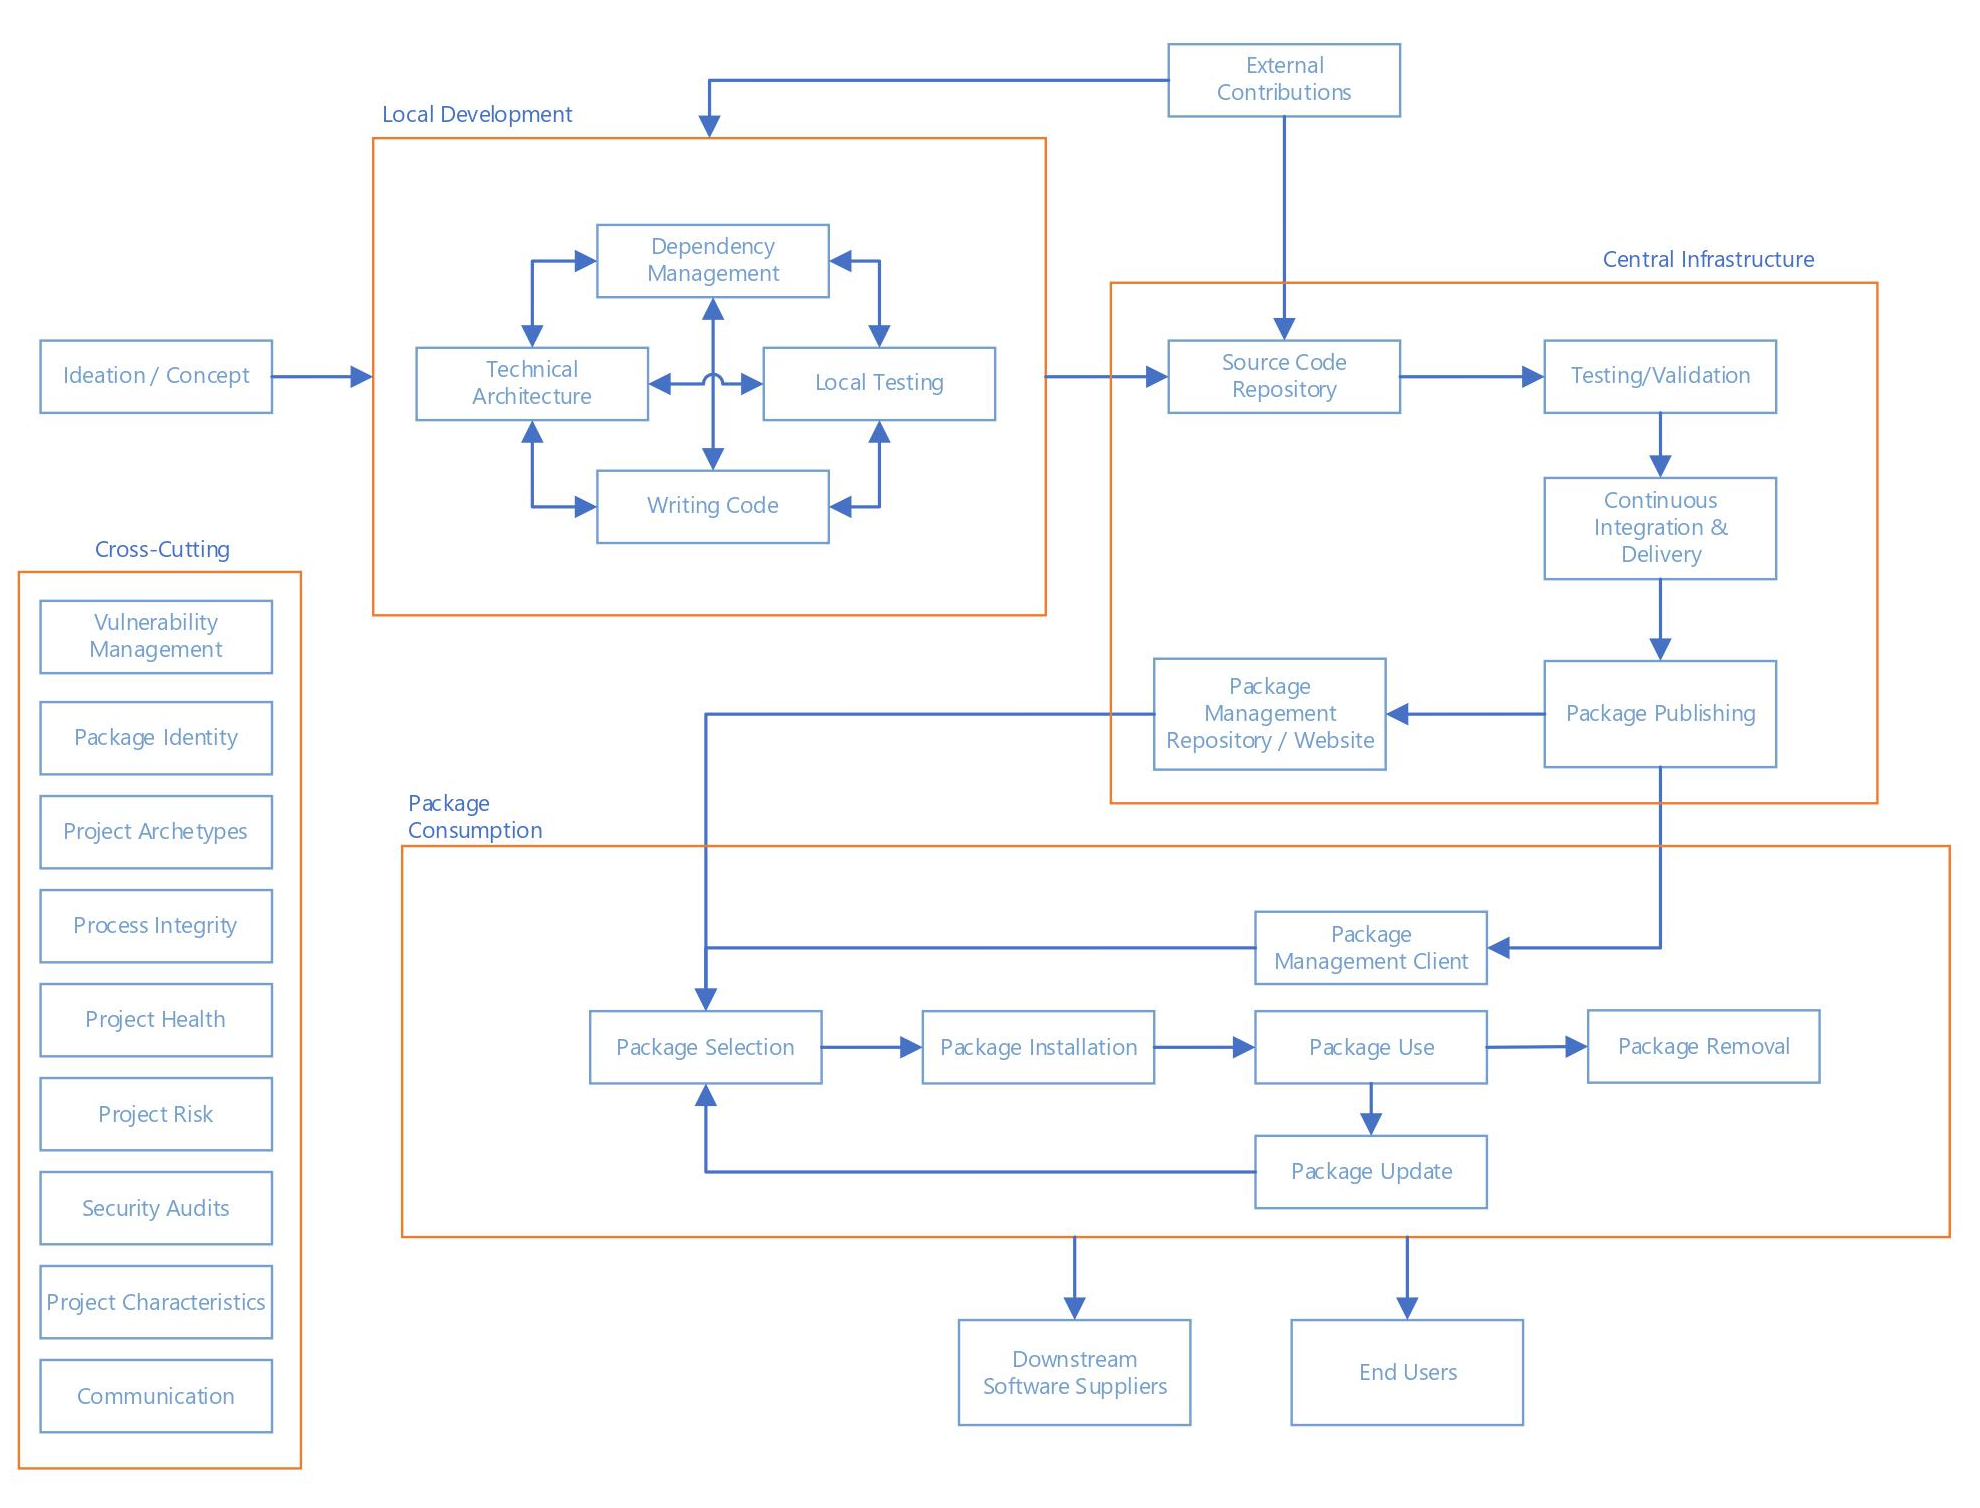 External
Contributions
Local Development
Dependency
Management
Technical
Architecture
Local Testing
Writing Code
Ideation / Concept
Central Infrastructure
Source Code
Repository
Testing/Validation
Continuous
Integration &
Delivery
Package
Management
Repository / Website
Package Publishing
Cross-Cutting
Vulnerability
Management
Package Identity
Project Archetypes
Process Integrity
Project Health
Project Risk
Security Audits
Project Characteristics
Communication
Package
Consumption
Package
Management Client
Package Selection
Package Installation
Package Use
Package Removal
Package Update
Downstream
Software Suppliers
End Users